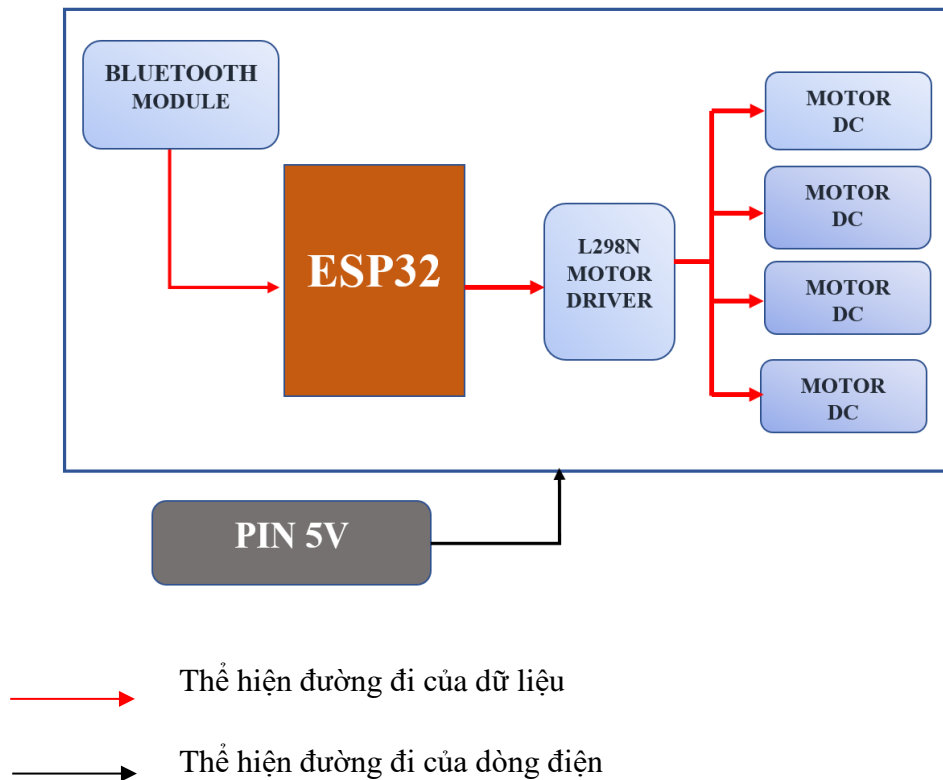 BLUETOOTH
MODULE
ESP32
L298N
MOTOR
DRIVER
MOTOR
DC
MOTOR
DC
MOTOR
DC
MOTOR
DC
PIN 5V
Thể hiện đường đi của dữ liệu
Thể hiện đường đi của dòng điện